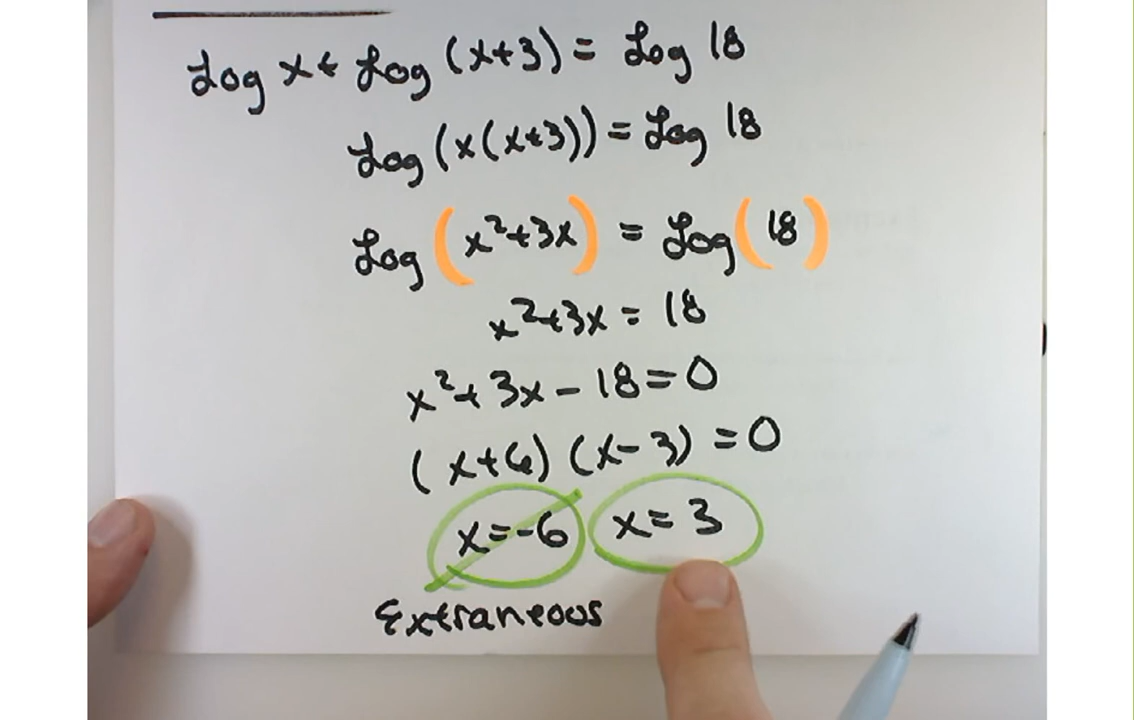 Log x + Log (x+3) = Log 18
Log (x(x+3)) = Log 18
Log (x²+3x) = Log (18)
x²+3x = 18
x²+3x-18=0
(x+6) (x-3) =0
x=-6 x=3
Extraneous